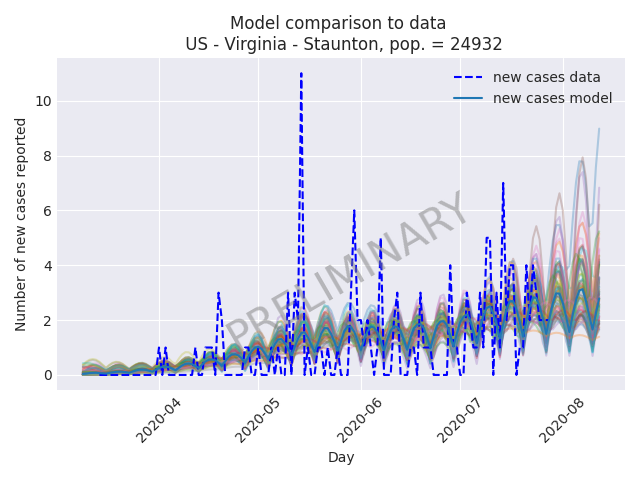 Model comparison to data
US - Virginia - Staunton, pop. = 24932
new cases data
new cases model
PRELIMINARY
Number of new cases reported
10
8
6
4
2
0
2020-04
2020-05
2020-06
2020-07
2020-08
Day